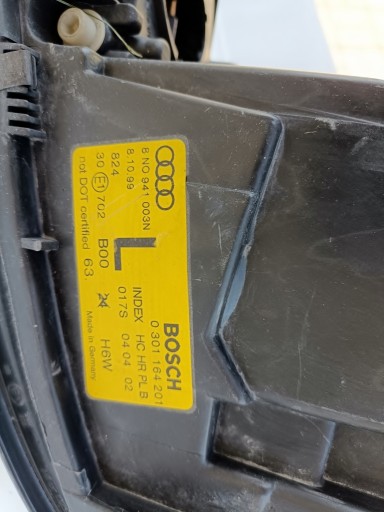 8 N0 941 003N
8.10.99
824
30 E1 702
not DOT certified 63
L
B00
24
Made in Germany
BOSCH
0 301 164 201
INDEX HC HR PL B
017S 04 04 02
H6W